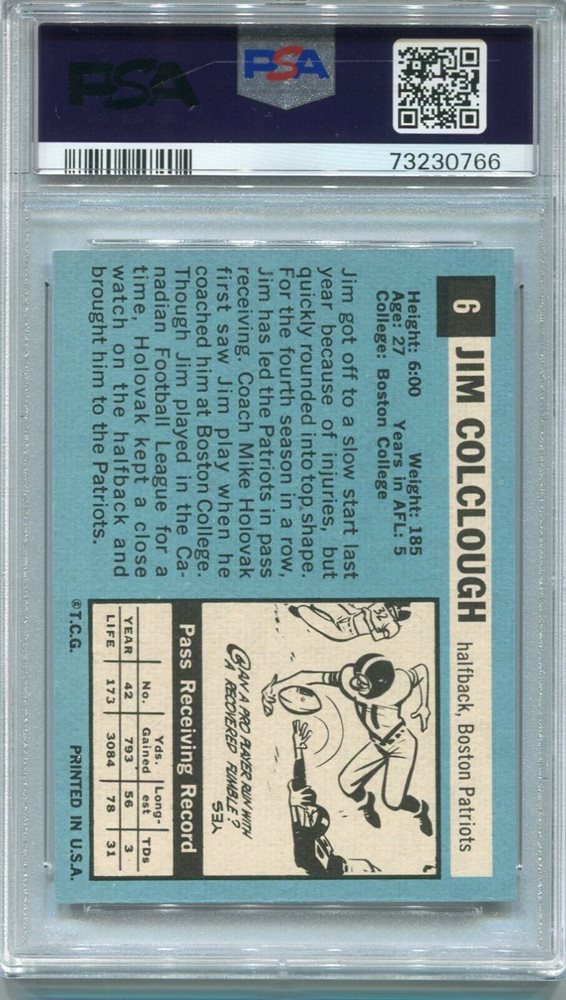 PSA
PSA
73230766
6 JIM COLCLOUGH halfback, Boston Patriots
Height: 6:00 Weight: 185
Age: 27 Years in AFL: 5
College: Boston College
Jim got off to a slow start last
year because of injuries, but
quickly rounded into top shape.
For the fourth season in a row,
Jim has led the Patriots in pass
receiving. Coach Mike Holovak
first saw Jim play when he
coached him at Boston College.
Though Jim played in the Ca-
nadian Football League for a
time, Holovak kept a close
watch on the halfback and
brought him to the Patriots.
32
CAN A PRO PLAYER RUN WITH
A RECOVERED FUMBLE?
YES
Pass Receiving Record
No. Yds. Gained Long-est TDs
YEAR 42 793 56 3
LIFE 173 3084 78 31
©T.C.G. PRINTED IN U.S.A.